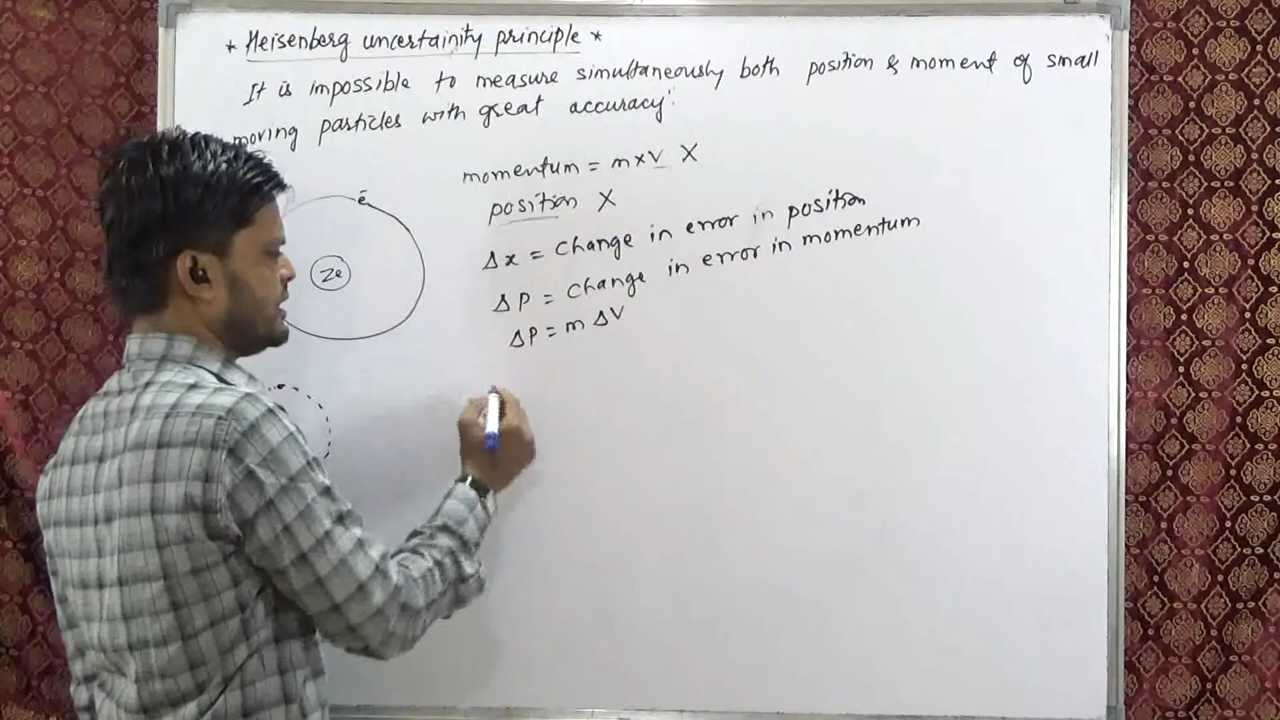 * Heisenberg uncertainity principle *
It is impossible to measure simultaneously both position & moment of small
moving particles with great accuracy".
momentum = m×v X
position X
ē
Ze
Δx = change in error in position
ΔP = change in error in momentum
ΔP = m ΔV